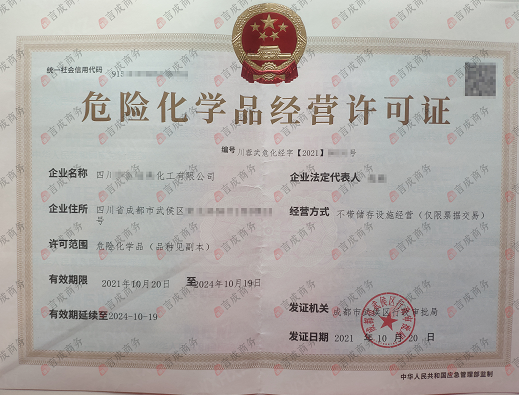 统一社会信用代码 915
危险化学品经营许可证
编号 川蓉武危化经字【2021】 号
企业名称 四川 化工有限公司
企业法定代表人
企业住所 四川省成都市武侯区
经营方式 不带储存设施经营（仅限票据交易）
许可范围 危险化学品（品种见副本）
有效期限 2021年10月20日 至2024年10月19日
有效期延续至 2024-10-19
发证机关 成都市武侯区行政审批局
发证日期 2021 年 10 月 20 日
中华人民共和国应急管理部监制
言成商务